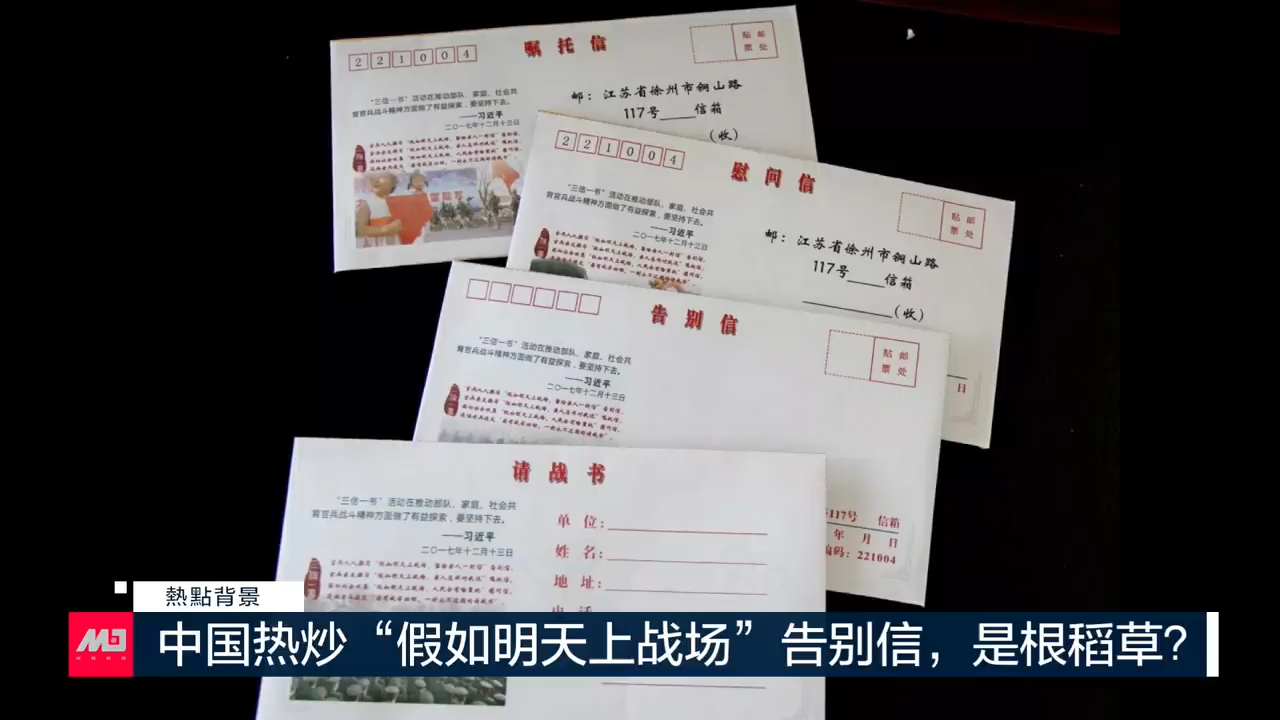 221004
嘱托信
贴邮
票处
“三信一书”活动在推动部队、家庭、社会共
育官兵战斗精神方面做了有益探索，要坚持下去。
——习近平
二〇一七年十二月十三日
邮：江苏省徐州市铜山路
117号 信箱
（收）
221004
慰问信
贴邮
票处
“三信一书”活动在推动部队、家庭、社会共
育官兵战斗精神方面做了有益探索，要坚持下去。
——习近平
二〇一七年十二月十三日
邮：江苏省徐州市铜山路
117号 信箱
（收）
日
告别信
贴邮
票处
“三信一书”活动在推动部队、家庭、社会共
育官兵战斗精神方面做了有益探索，要坚持下去。
——习近平
二〇一七年十二月十三日
117号 信箱
年 月 日
编码：221004
请战书
“三信一书”活动在推动部队、家庭、社会共
育官兵战斗精神方面做了有益探索，要坚持下去。
——习近平
二〇一七年十二月十三日
单 位：
姓 名：
地 址：
熱點背景
中国热炒“假如明天上战场”告别信，是根稻草？